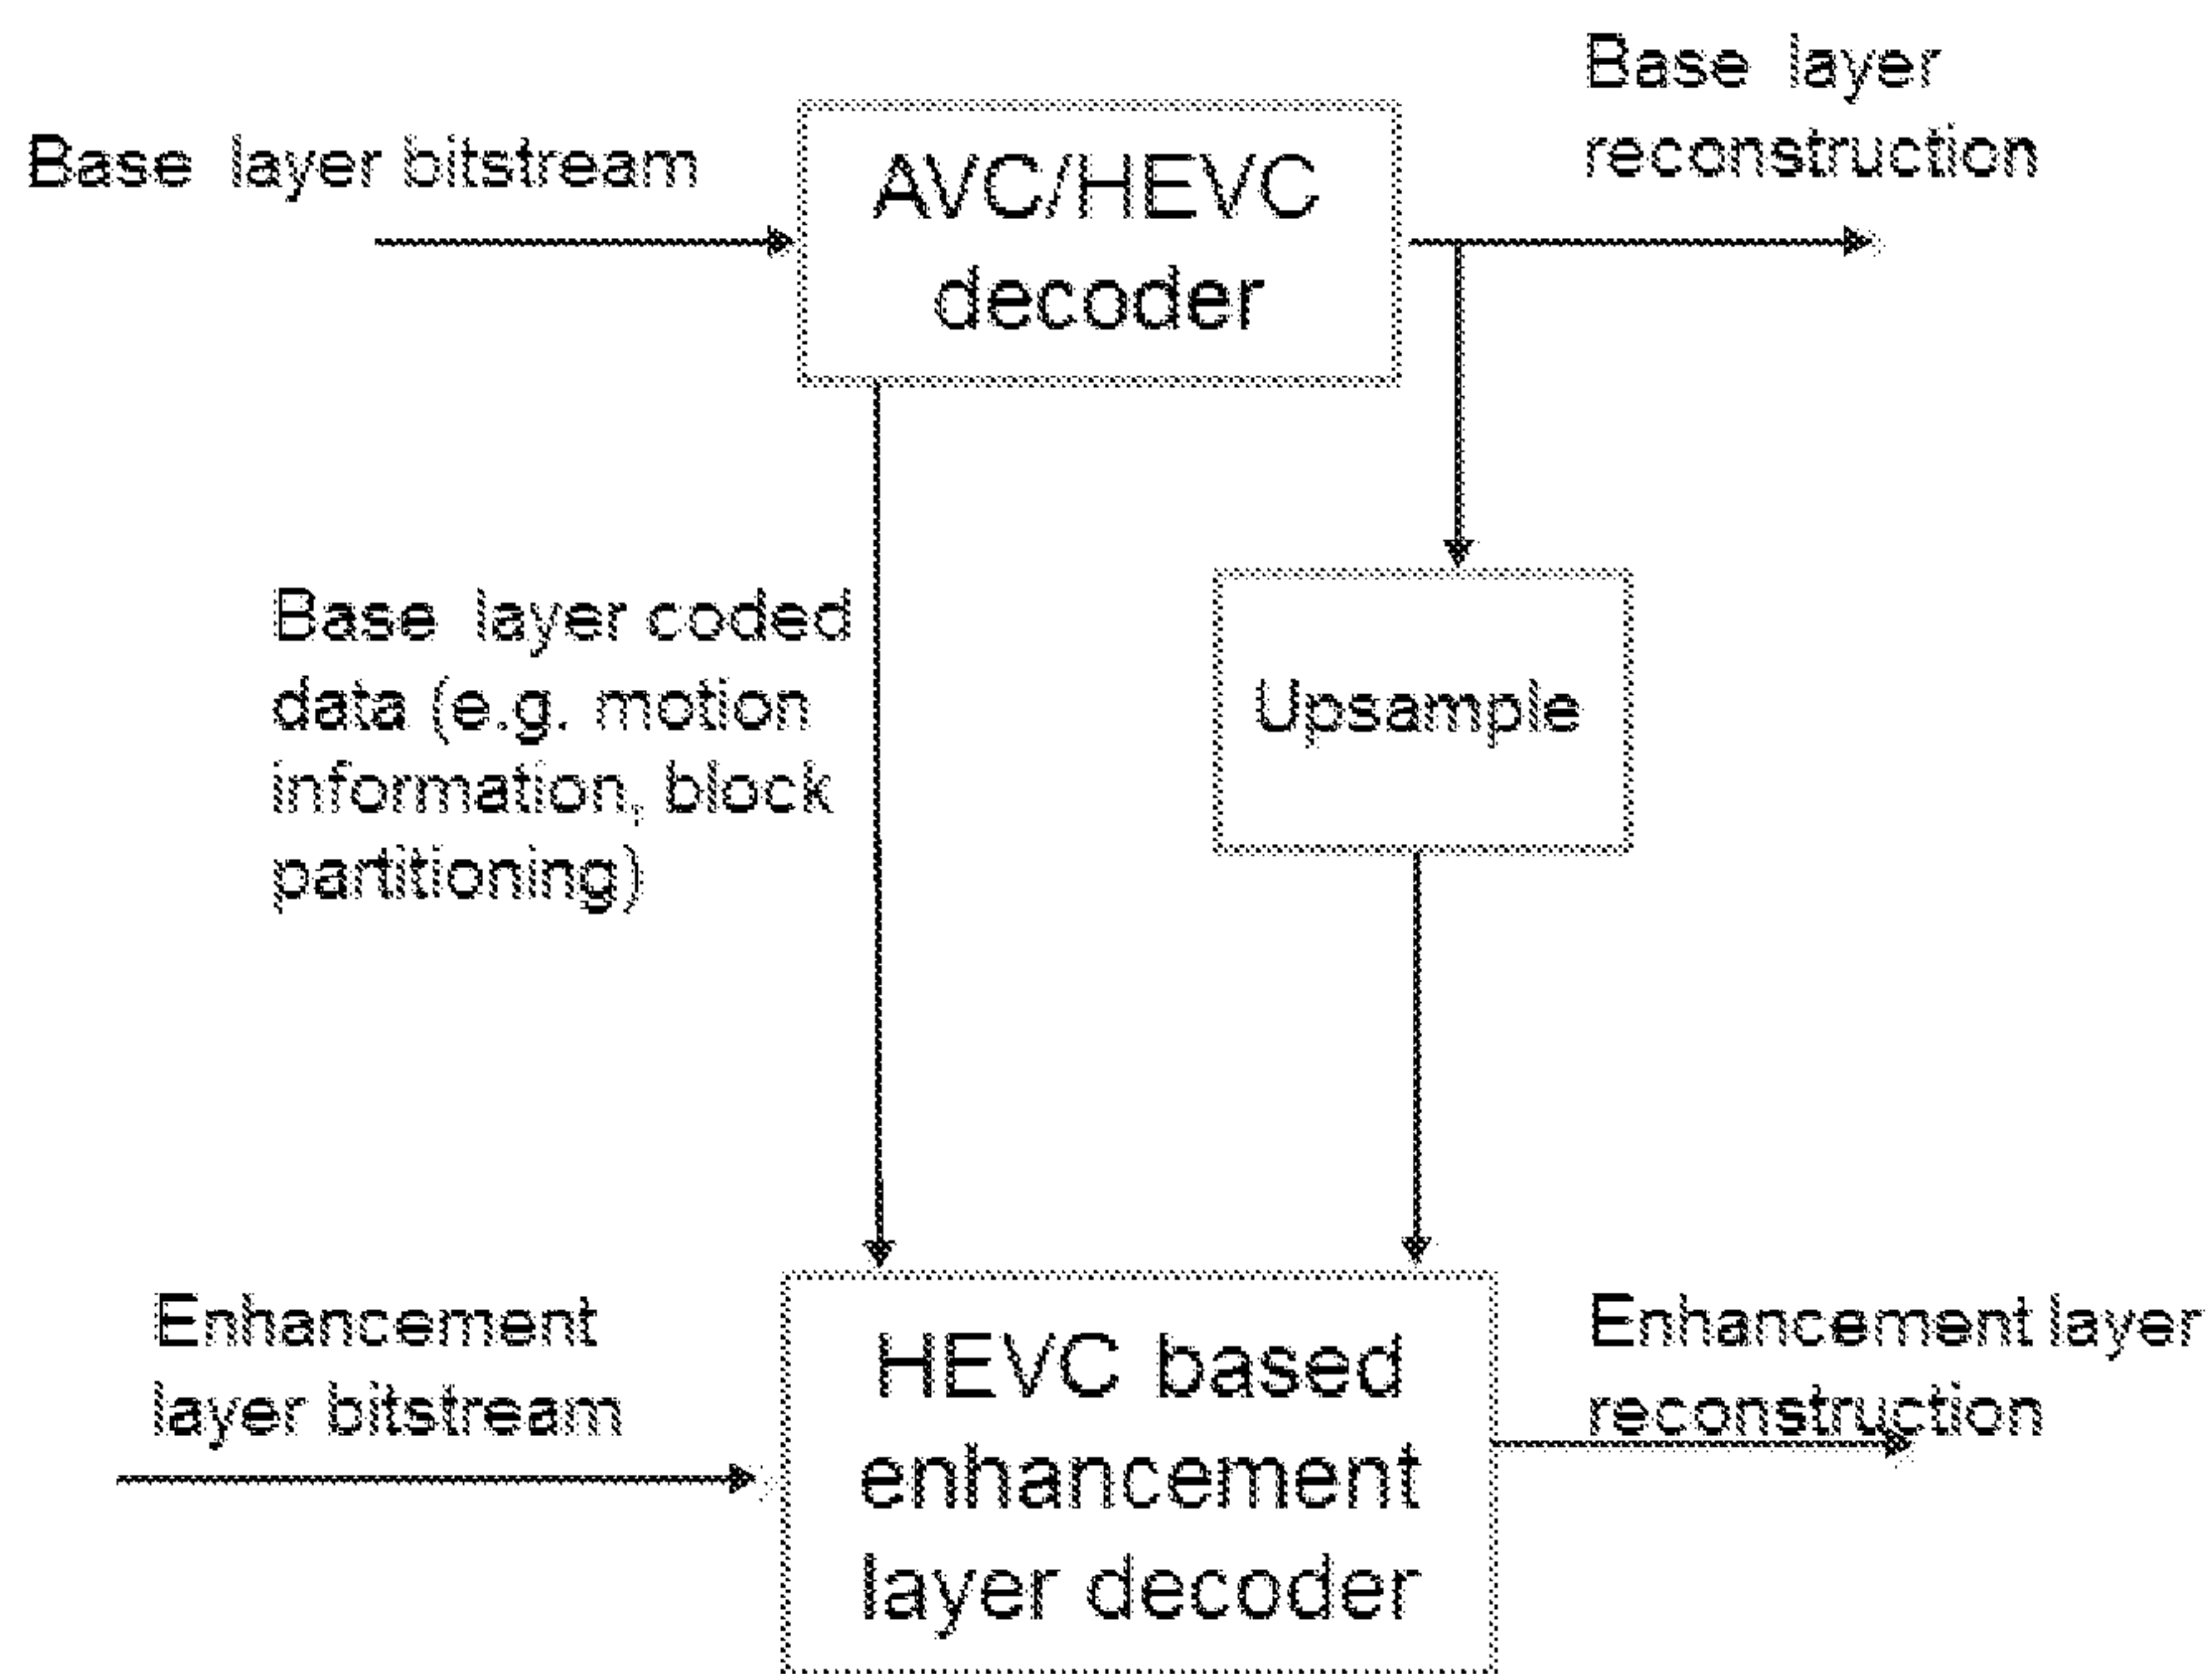 Base layer bitstream
AVC/HEVC
decoder
Base layer
reconstruction
Base layer coded
data (e.g. motion
information, block
partitioning)
Upsample
Enhancement
layer bitstream
HEVC based
enhancement
layer decoder
Enhancement layer
reconstruction